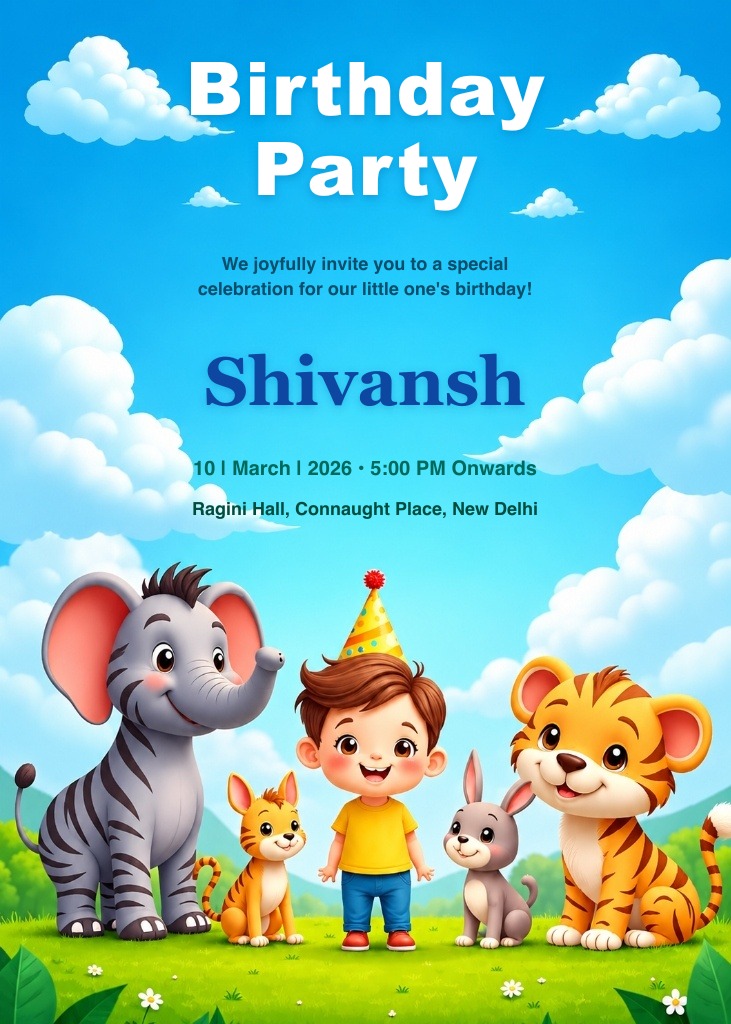 Birthday
Party
We joyfully invite you to a special
celebration for our little one's birthday!
Shivansh
10 | March | 2026 • 5:00 PM Onwards
Ragini Hall, Connaught Place, New Delhi